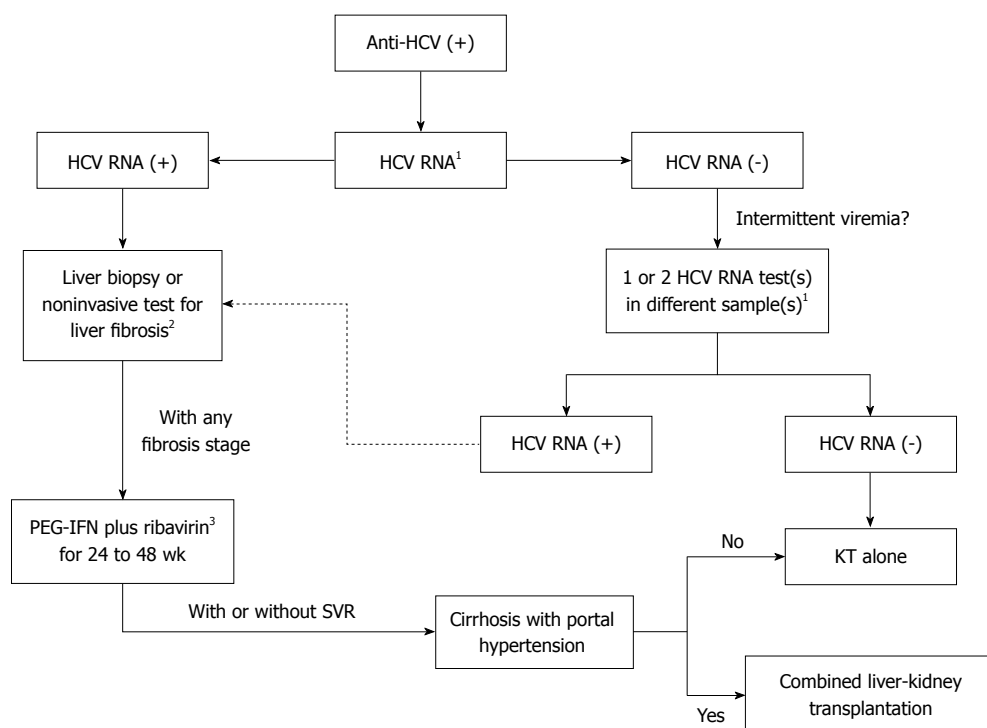 Anti-HCV (+)
HCV RNA (+)
HCV RNA¹
HCV RNA (-)
Intermittent viremia?
Liver biopsy or
noninvasive test for
liver fibrosis²
1 or 2 HCV RNA test(s)
in different sample(s)¹
With any
fibrosis stage
HCV RNA (+)
HCV RNA (-)
PEG-IFN plus ribavirin³
for 24 to 48 wk
No
KT alone
With or without SVR
Cirrhosis with portal
hypertension
Yes
Combined liver-kidney
transplantation